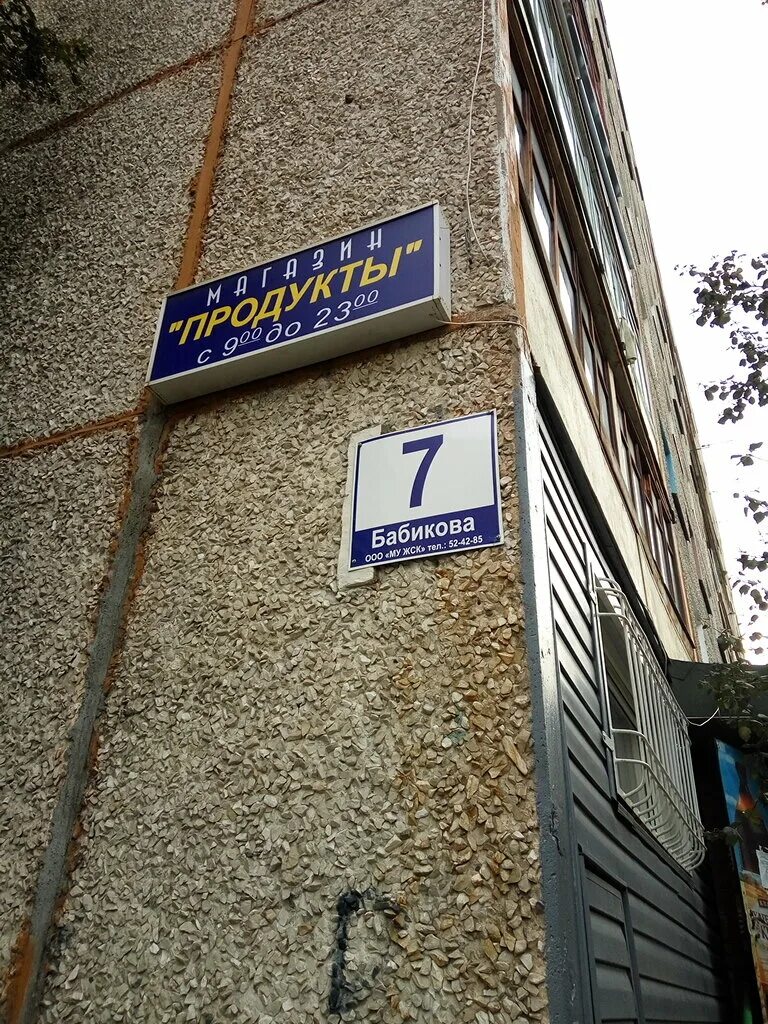 МАГАЗИН
"ПРОДУКТЫ"
с 9⁰⁰ до 23⁰⁰
7
Бабикова
ООО «МУ ЖСК» тел.: 52-42-85